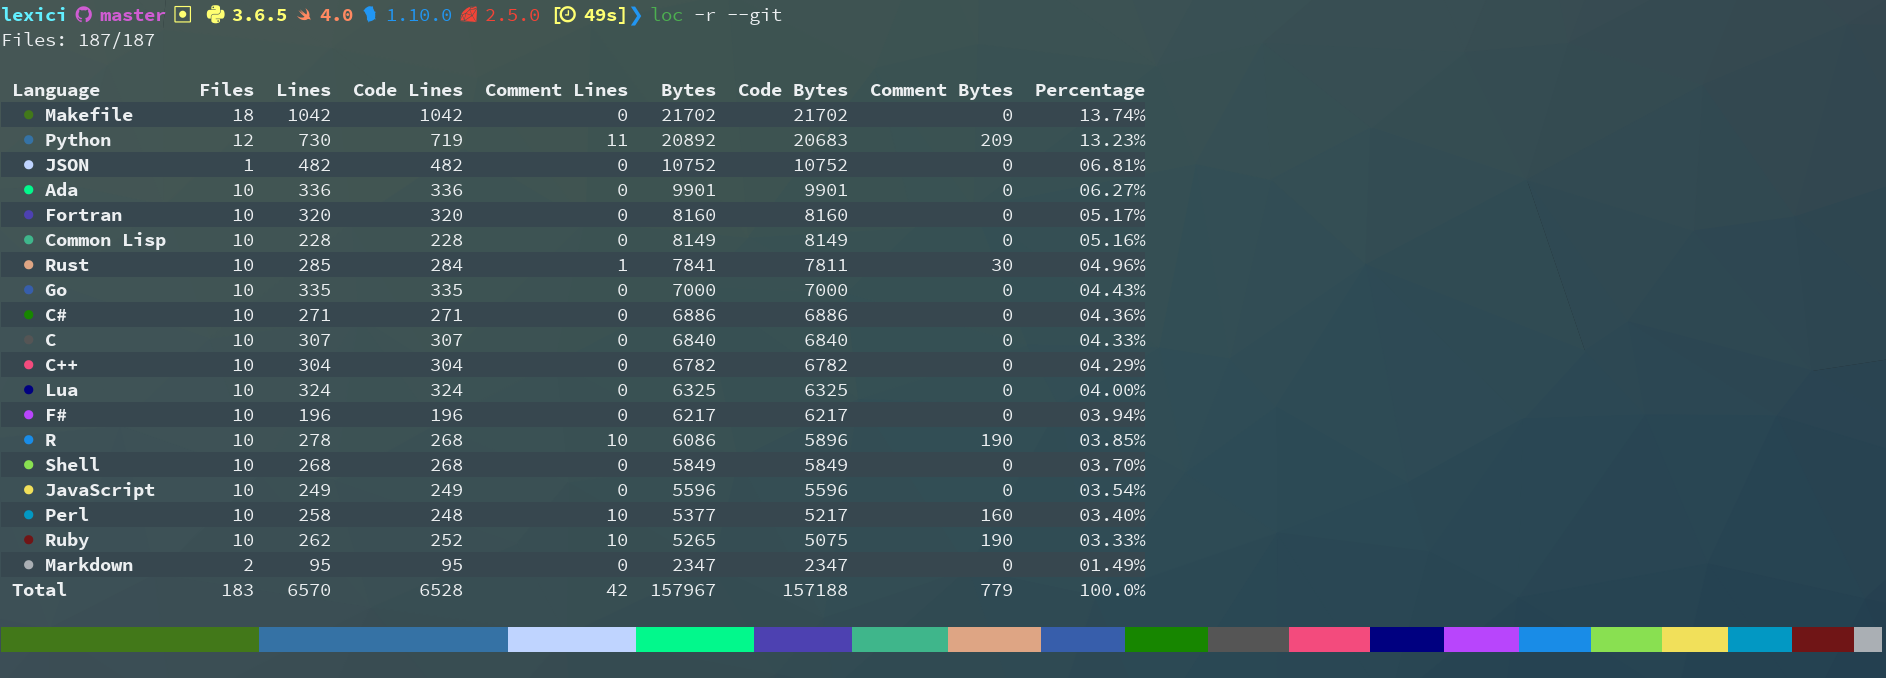 lexici master 3.6.5 4.0 1.10.0 2.5.0 [49s]❯ loc -r --git
Files: 187/187
Language Files Lines Code Lines Comment Lines Bytes Code Bytes Comment Bytes Percentage
Makefile 18 1042 1042 0 21702 21702 0 13.74%
Python 12 730 719 11 20892 20683 209 13.23%
JSON 1 482 482 0 10752 10752 0 06.81%
Ada 10 336 336 0 9901 9901 0 06.27%
Fortran 10 320 320 0 8160 8160 0 05.17%
Common Lisp 10 228 228 0 8149 8149 0 05.16%
Rust 10 285 284 1 7841 7811 30 04.96%
Go 10 335 335 0 7000 7000 0 04.43%
C# 10 271 271 0 6886 6886 0 04.36%
C 10 307 307 0 6840 6840 0 04.33%
C++ 10 304 304 0 6782 6782 0 04.29%
Lua 10 324 324 0 6325 6325 0 04.00%
F# 10 196 196 0 6217 6217 0 03.94%
R 10 278 268 10 6086 5896 190 03.85%
Shell 10 268 268 0 5849 5849 0 03.70%
JavaScript 10 249 249 0 5596 5596 0 03.54%
Perl 10 258 248 10 5377 5217 160 03.40%
Ruby 10 262 252 10 5265 5075 190 03.33%
Markdown 2 95 95 0 2347 2347 0 01.49%
Total 183 6570 6528 42 157967 157188 779 100.0%